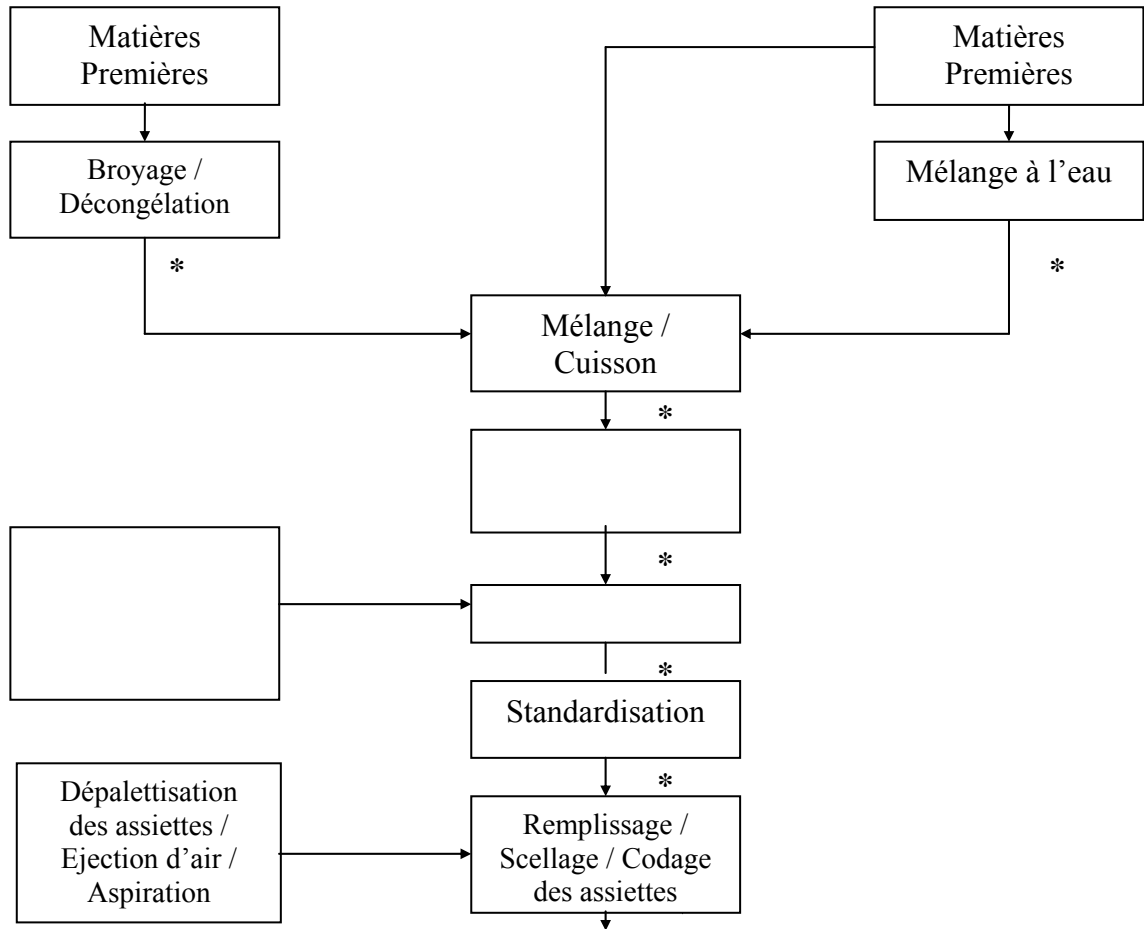 Matières
Premières
Matières
Premières
Broyage /
Décongélation
Mélange à l’eau
*
*
Mélange /
Cuisson
*
*
*
Standardisation
*
Dépalettisation
des assiettes /
Ejection d’air /
Aspiration
Remplissage /
Scellage / Codage
des assiettes